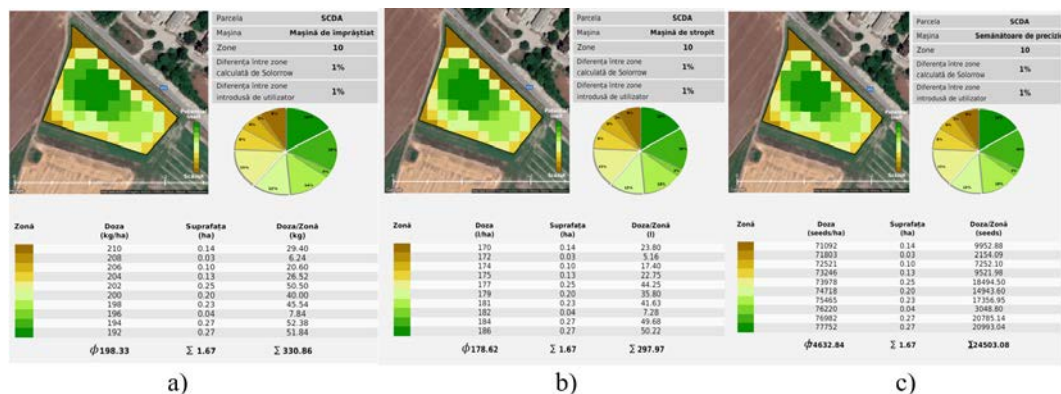 Parcela SCDA
Mașina Mașină de împrăștiat
Zone 10
Diferența între zone calculată de Solorrow 1%
Diferența între zone introdusă de utilizator 1%
Zonă Doza (kg/ha) Suprafața (ha) Doza/Zonă (kg)
210 0.14 29.40
208 0.03 6.24
206 0.10 20.60
204 0.13 26.52
202 0.25 50.50
200 0.20 40.00
198 0.23 45.54
196 0.04 7.84
194 0.27 52.38
192 0.27 51.84
ϕ198.33 Σ 1.67 Σ 330.86
a)
Parcela SCDA
Mașina Mașină de stropit
Zone 10
Diferența între zone calculată de Solorrow 1%
Diferența între zone introdusă de utilizator 1%
Zonă Doza (l/ha) Suprafața (ha) Doza/Zonă (l)
170 0.14 23.80
172 0.03 5.16
174 0.10 17.40
175 0.13 22.75
177 0.25 44.25
179 0.20 35.80
181 0.23 41.63
182 0.04 7.28
184 0.27 49.68
186 0.27 50.22
ϕ178.62 Σ 1.67 Σ 297.97
b)
Parcela SCDA
Mașina Semănătoare de precizie
Zone 10
Diferența între zone calculată de Solorrow 1%
Diferența între zone introdusă de utilizator 1%
Zonă Doza (seeds/ha) Suprafața (ha) Doza/Zonă (seeds)
71092 0.14 9952.88
71803 0.03 2154.09
72521 0.10 7252.10
73246 0.13 9521.98
73978 0.25 18494.50
74718 0.20 14943.60
75465 0.23 17356.95
76220 0.04 3048.80
76982 0.27 20785.14
77752 0.27 20993.04
ϕ4632.84 Σ 1.67 Σ24503.08
c)